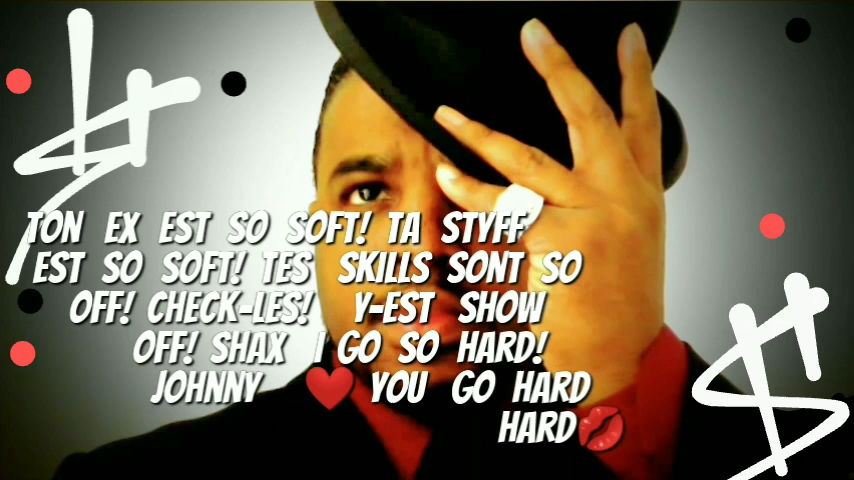 TON EX EST SO SOFT! TA STYFF
EST SO SOFT! TES SKILLS SONT SO
OFF! CHECK-LES! Y-EST SHOW
OFF! SHAX I GO SO HARD!
JOHNNY ❤️ YOU GO HARD
HARD💋